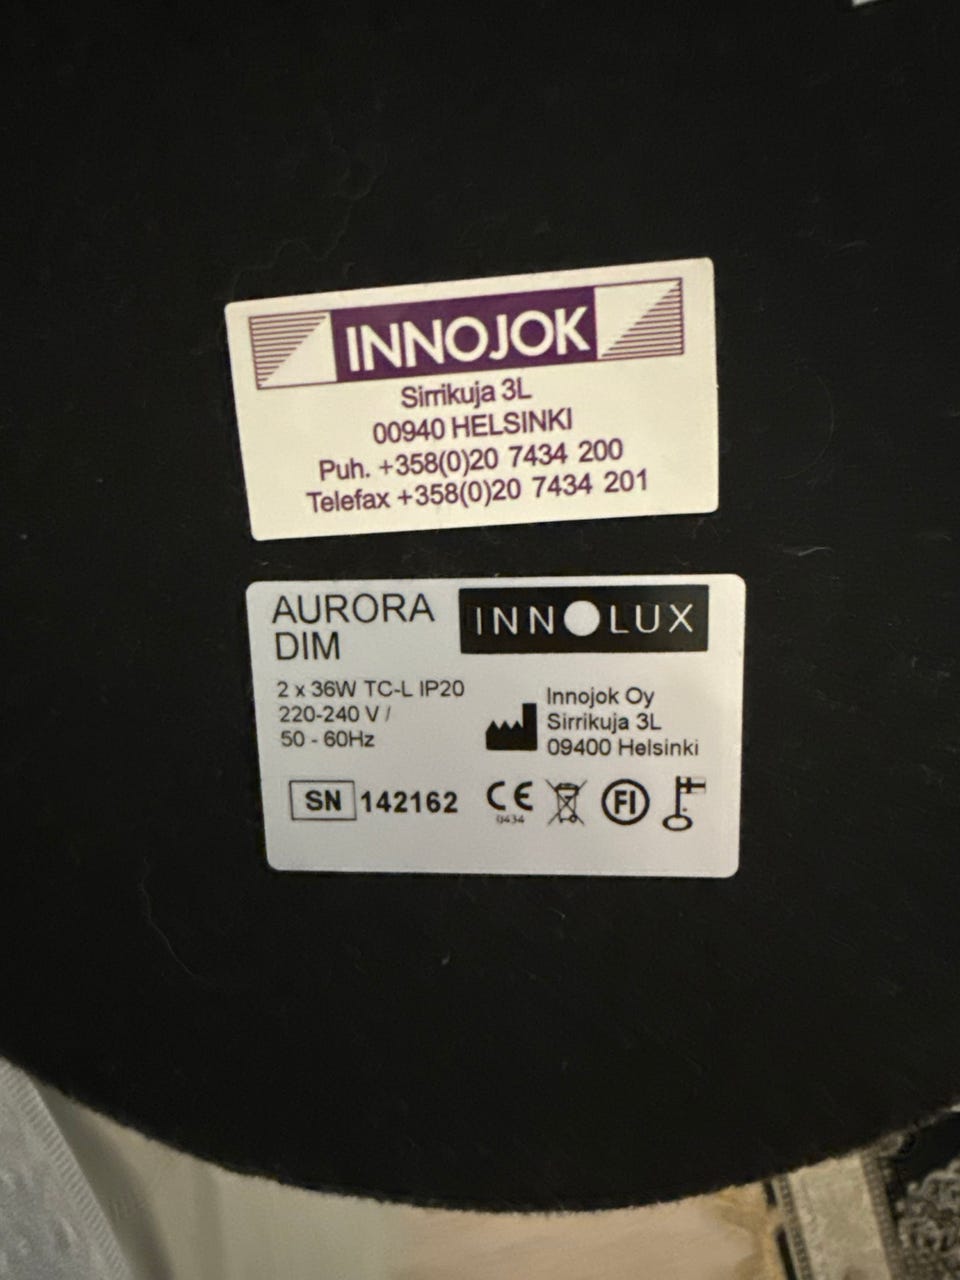 INNOJOK
Sirrikuja 3L
00940 HELSINKI
Puh. +358(0)20 7434 200
Telefax +358(0)20 7434 201
AURORA
DIM
INNOLUX
2 x 36W TC-L IP20
220-240 V /
50 - 60Hz
Innojok Oy
Sirrikuja 3L
09400 Helsinki
SN 142162
CE
0434
FI